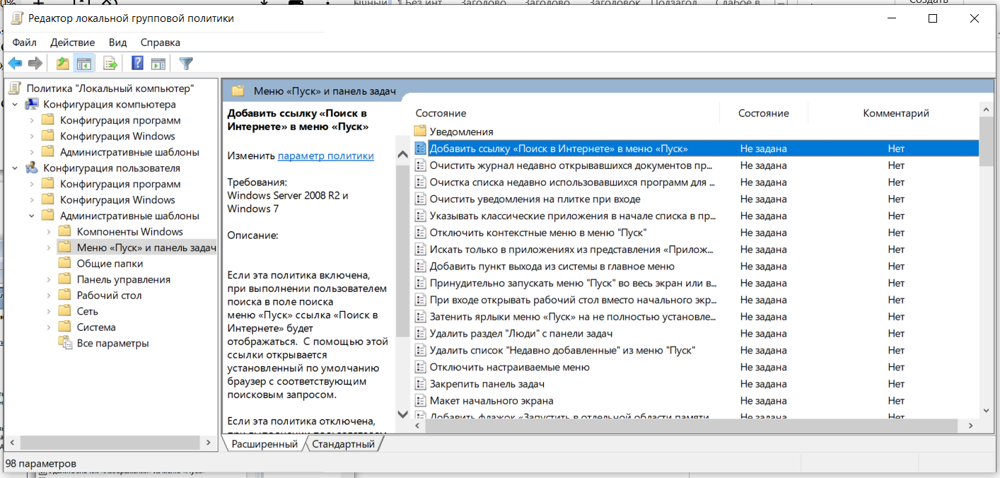 Редактор локальной групповой политики
Файл Действие Вид Справка
Политика "Локальный компьютер"
Конфигурация компьютера
Конфигурация программ
Конфигурация Windows
Административные шаблоны
Конфигурация пользователя
Конфигурация программ
Конфигурация Windows
Административные шаблоны
Компоненты Windows
Меню «Пуск» и панель задач
Общие папки
Панель управления
Рабочий стол
Сеть
Система
Все параметры
Меню «Пуск» и панель задач
Добавить ссылку «Поиск в
Интернете» в меню «Пуск»
Изменить параметр политики
Требования:
Windows Server 2008 R2 и
Windows 7
Описание:
Если эта политика включена,
при выполнении пользователем
поиска в поле поиска
меню «Пуск» ссылка «Поиск в
Интернете» будет
отображаться. С помощью этой
ссылки открывается
установленный по умолчанию
браузер с соответствующим
поисковым запросом.
Если эта политика отключена,
при выполнении пользователем
Состояние Состояние Комментарий
Уведомления
Добавить ссылку «Поиск в Интернете» в меню «Пуск» Не задана Нет
Очистить журнал недавно открывавшихся документов пр... Не задана Нет
Очистка списка недавно использовавшихся программ для ... Не задана Нет
Очистить уведомления на плитке при входе Не задана Нет
Указывать классические приложения в начале списка в пр... Не задана Нет
Отключить контекстные меню в меню "Пуск" Не задана Нет
Искать только в приложениях из представления «Прилож... Не задана Нет
Добавить пункт выхода из системы в главное меню Не задана Нет
Принудительно запускать меню "Пуск" во весь экран или в... Не задана Нет
При входе открывать рабочий стол вместо начального экр... Не задана Нет
Затенить ярлыки меню «Пуск» на не полностью установле... Не задана Нет
Удалить раздел "Люди" с панели задач Не задана Нет
Удалить список "Недавно добавленные" из меню "Пуск" Не задана Нет
Отключить настраиваемые меню Не задана Нет
Закрепить панель задач Не задана Нет
Макет начального экрана Не задана Нет
Добавить флажок «Запустить в отдельной области памяти Не задана Нет
Расширенный Стандартный
98 параметров